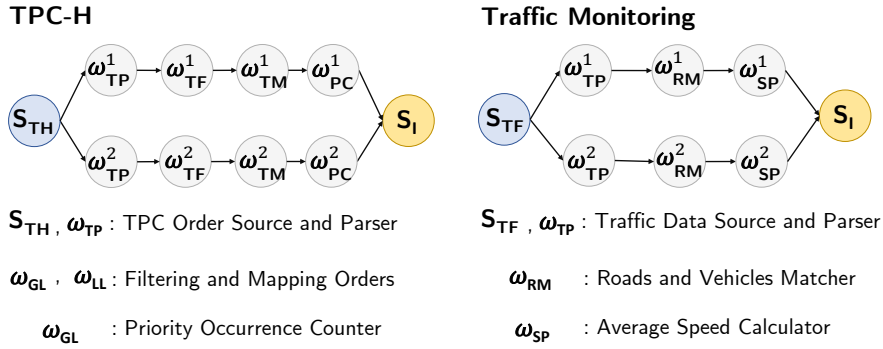 TPC-H
ω¹TP ω¹TF ω¹TM ω¹PC
STH SI
ω²TP ω²TF ω²TM ω²PC
STH , ωTP : TPC Order Source and Parser
ωGL , ωLL : Filtering and Mapping Orders
ωGL : Priority Occurrence Counter
Traffic Monitoring
ω¹TP ω¹RM ω¹SP
STF SI
ω²TP ω²RM ω²SP
STF , ωTP : Traffic Data Source and Parser
ωRM : Roads and Vehicles Matcher
ωSP : Average Speed Calculator